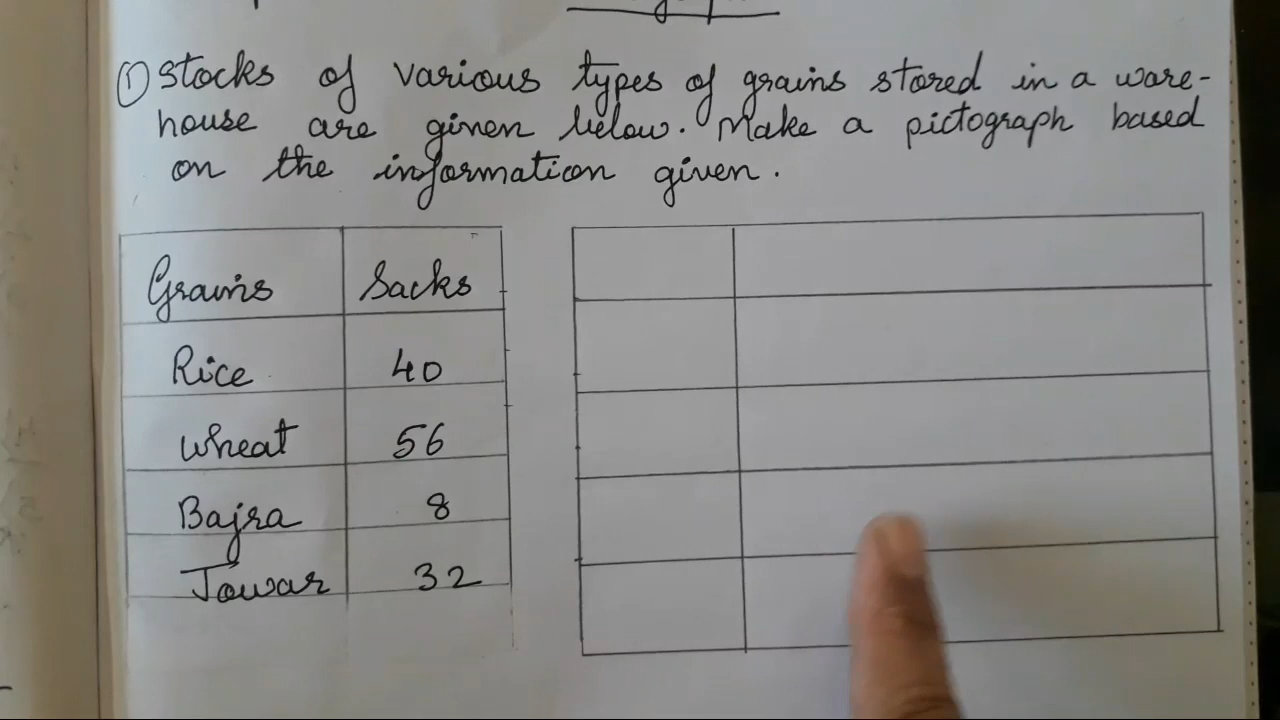 ① Stocks of various types of grains stored in a ware-
house are given below. Make a pictograph based
on the information given.
Grains Sacks
Rice 40
Wheat 56
Bajra 8
Jowar 32